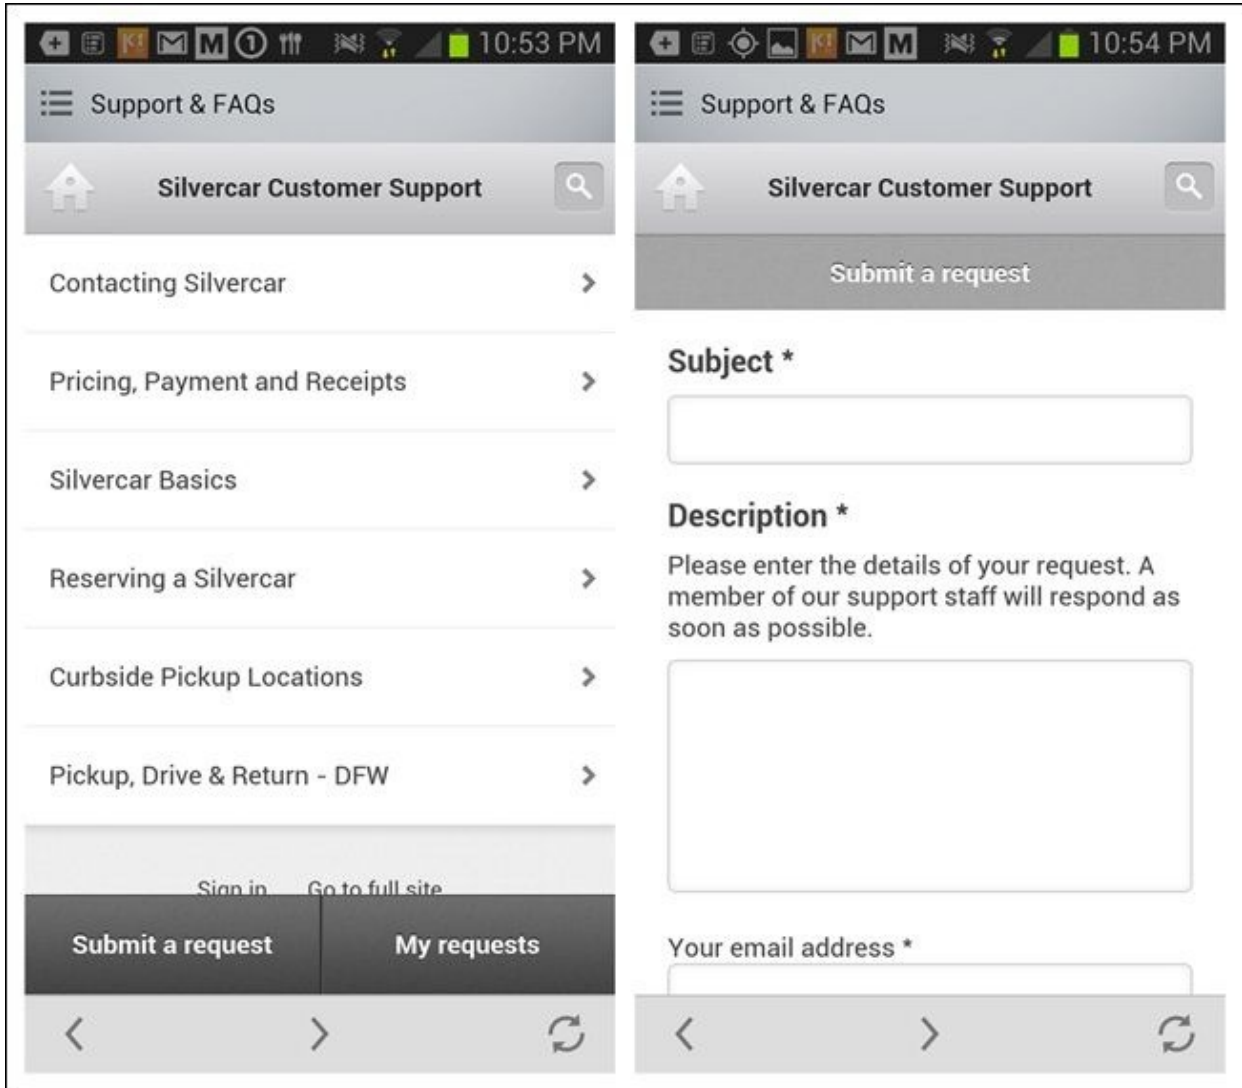 10:53 PM
Support & FAQs
Silvercar Customer Support
Contacting Silvercar
Pricing, Payment and Receipts
Silvercar Basics
Reserving a Silvercar
Curbside Pickup Locations
Pickup, Drive & Return - DFW
Sign in Go to full site
Submit a request My requests
10:54 PM
Support & FAQs
Silvercar Customer Support
Submit a request
Subject *
Description *
Please enter the details of your request. A
member of our support staff will respond as
soon as possible.
Your email address *